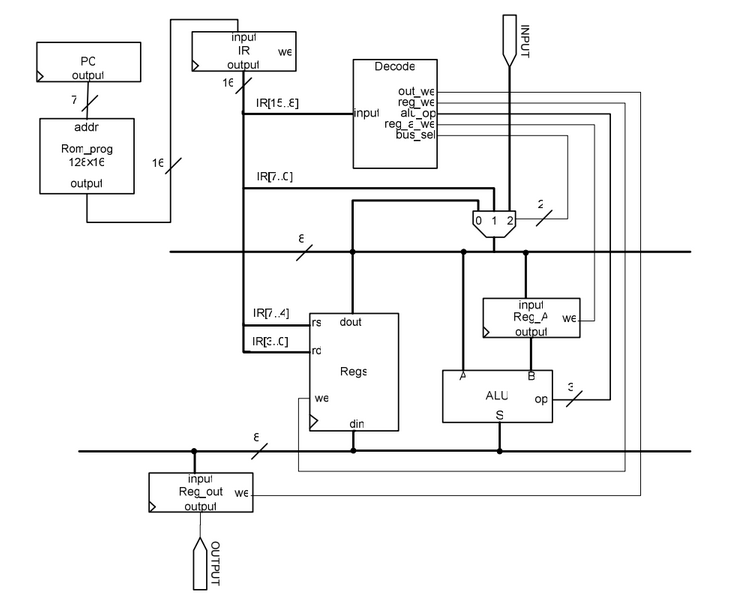 PC
output
7
addr
Rom_prog
128x16
output
16
input
IR
we
output
16
IR[15..8]
IR[7..0]
Decode
input
out_we
reg_we
alu_op
reg_a_we
bus_sel
INPUT
0 1 2
2
8
IR[7..4]
IR[3..0]
rs
dout
rd
Regs
we
din
input
Reg_A
we
output
A
B
ALU
op
S
3
8
input
Reg_out
we
output
OUTPUT